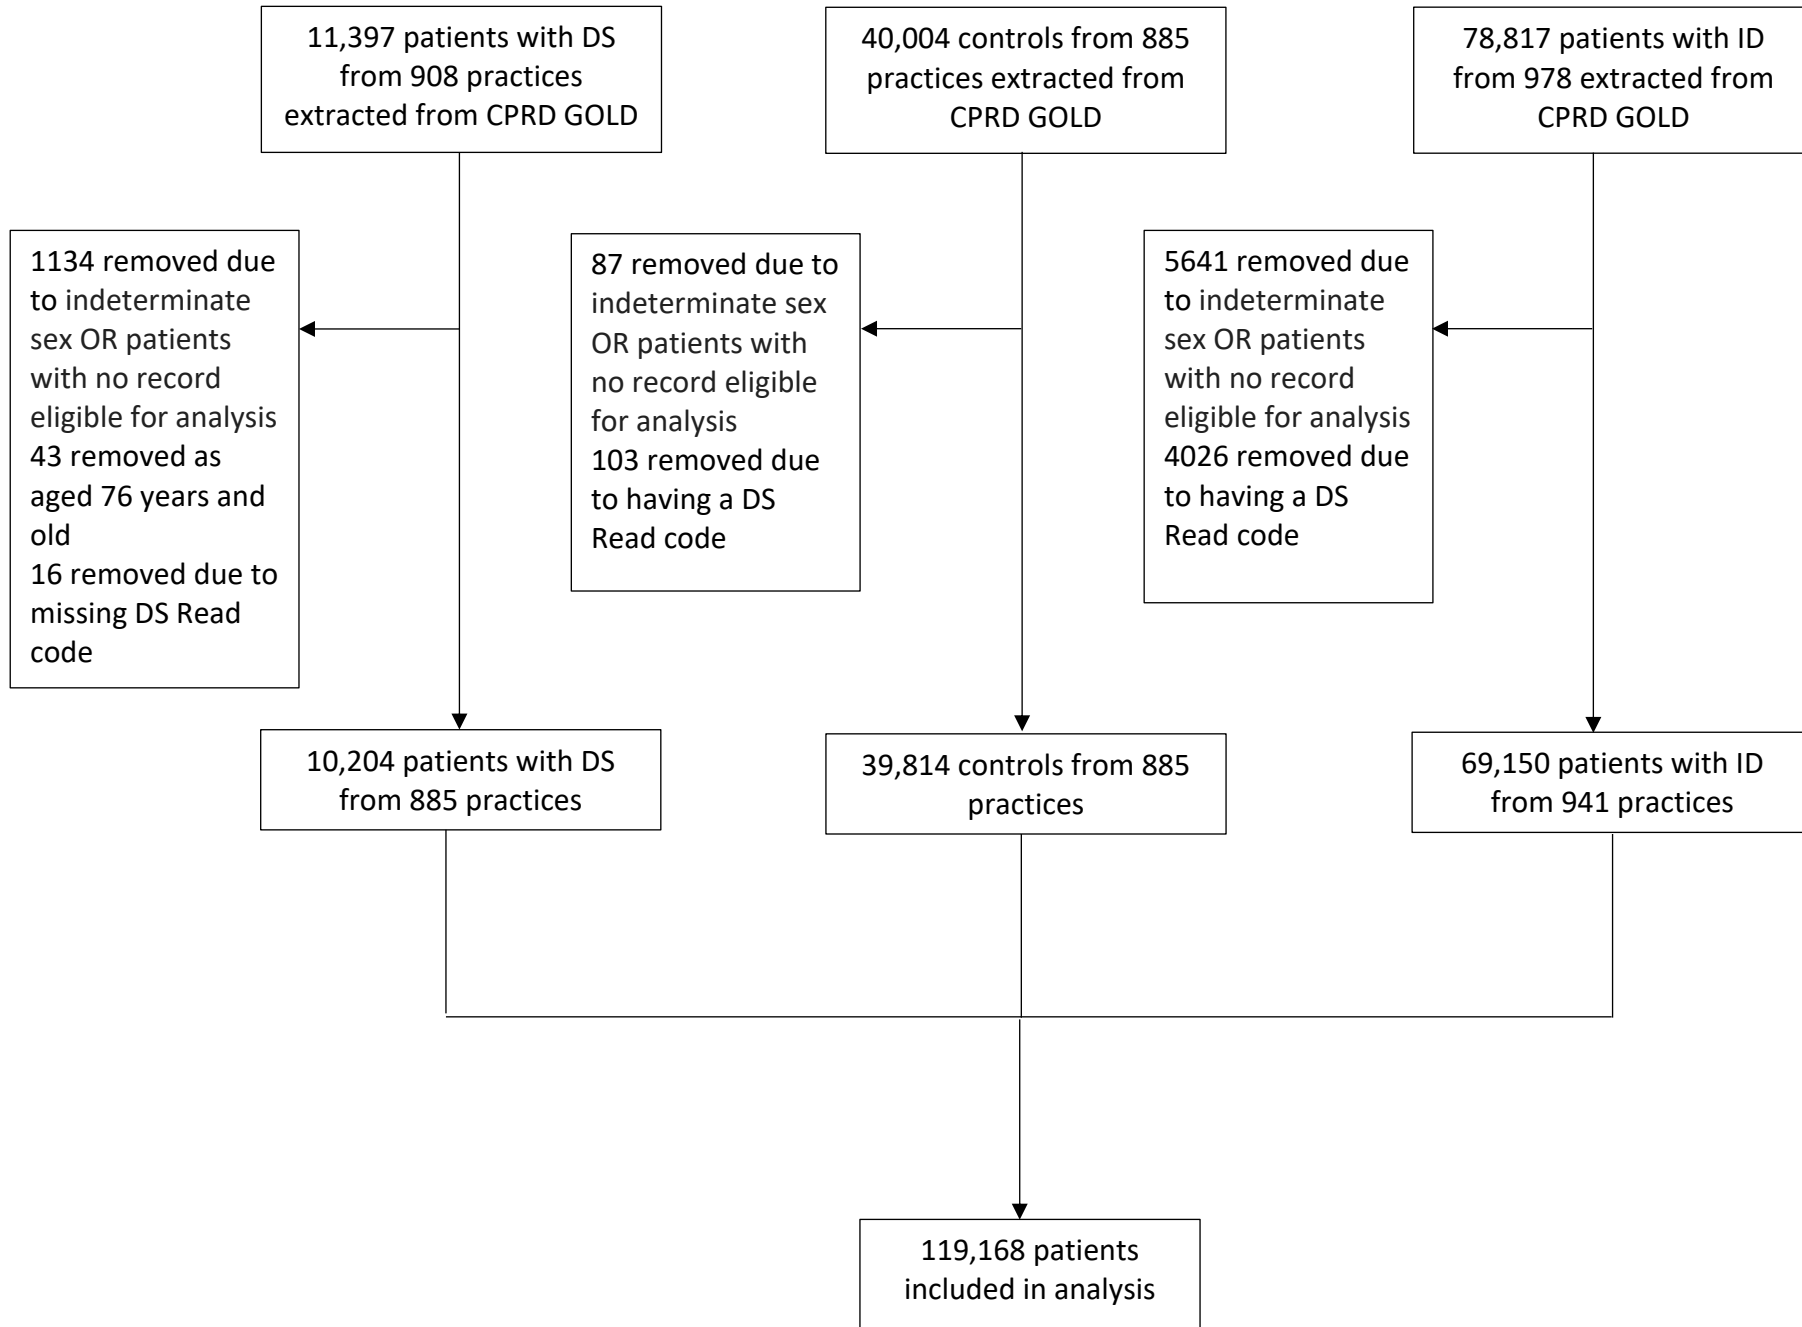 11,397 patients with DS
from 908 practices
extracted from CPRD GOLD
40,004 controls from 885
practices extracted from
CPRD GOLD
78,817 patients with ID
from 978 extracted from
CPRD GOLD
1134 removed due
to indeterminate
sex OR patients
with no record
eligible for analysis
43 removed as
aged 76 years and
old
16 removed due to
missing DS Read
code
87 removed due to
indeterminate sex
OR patients with
no record eligible
for analysis
103 removed due
to having a DS
Read code
5641 removed due
to indeterminate
sex OR patients
with no record
eligible for analysis
4026 removed due
to having a DS
Read code
10,204 patients with DS
from 885 practices
39,814 controls from 885
practices
69,150 patients with ID
from 941 practices
119,168 patients
included in analysis